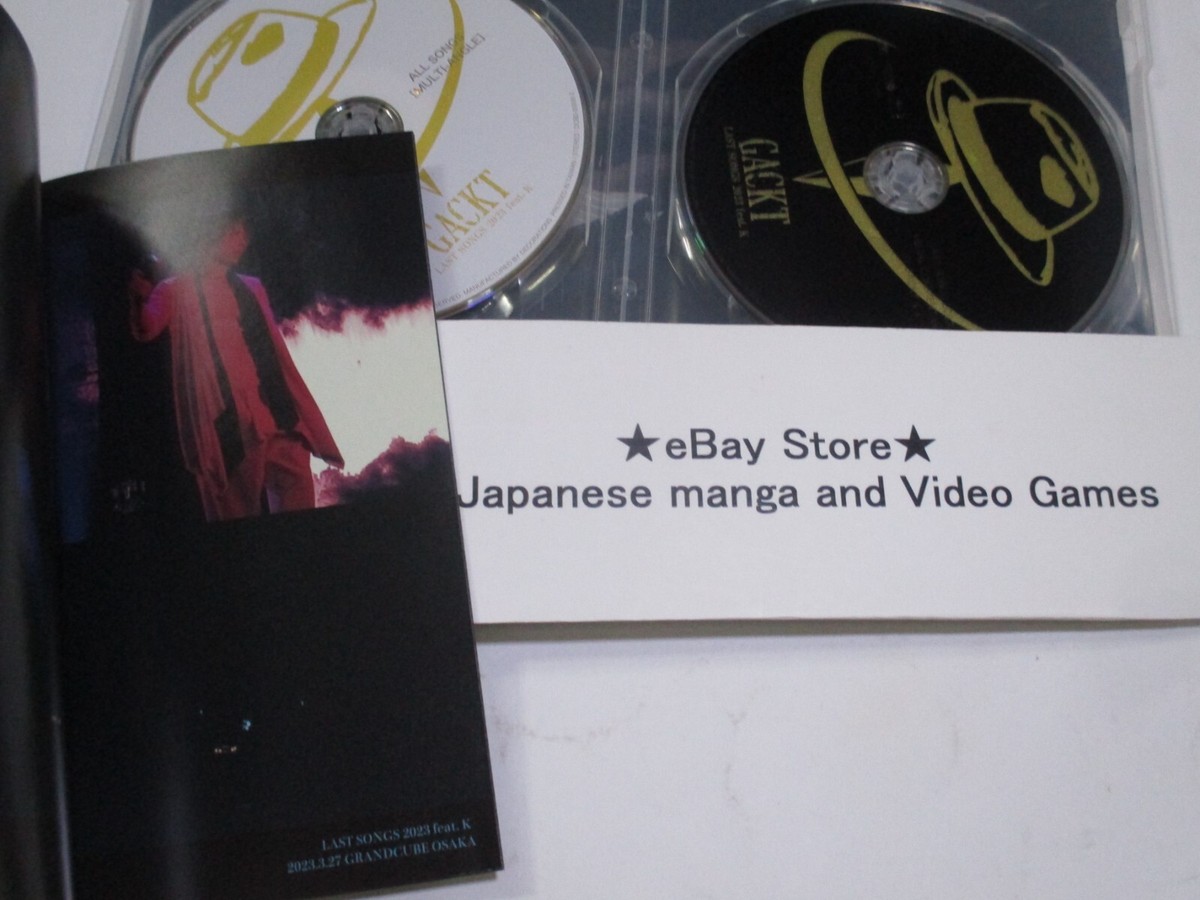 ALL SONGS
[MULTI-ANGLE]
GACKT
LAST SONGS 2023 feat. K
GACKT
LAST SONGS 2023 feat. K
★eBay Store★
Japanese manga and Video Games
LAST SONGS 2023 feat. K
2023.3.27 GRANDCUBE OSAKA